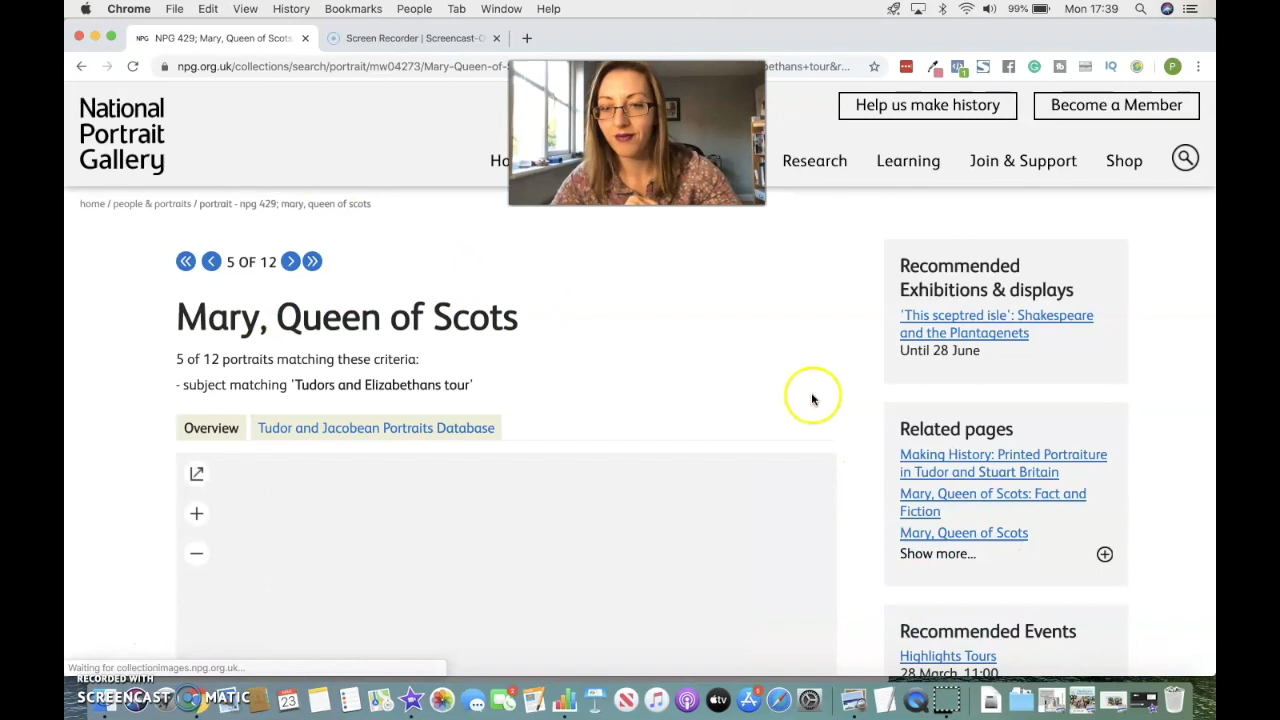 Chrome File Edit View History Bookmarks People Tab Window Help 99% Mon 17:39
NPG NPG 429; Mary, Queen of Scots Screen Recorder | Screencast-O
npg.org.uk/collections/search/portrait/mw04273/Mary-Queen-of- bethans+tour&r...
National
Portrait
Gallery
Help us make history Become a Member
Research Learning Join & Support Shop
home / people & portraits / portrait - npg 429; mary, queen of scots
5 OF 12
Mary, Queen of Scots
5 of 12 portraits matching these criteria:
- subject matching 'Tudors and Elizabethans tour'
Overview Tudor and Jacobean Portraits Database
Recommended
Exhibitions & displays
'This sceptred isle': Shakespeare
and the Plantagenets
Until 28 June
Related pages
Making History: Printed Portraiture
in Tudor and Stuart Britain
Mary, Queen of Scots: Fact and
Fiction
Mary, Queen of Scots
Show more...
Recommended Events
Highlights Tours
28 March, 11:00
Waiting for collectionimages.npg.org.uk...
RECORDED WITH
SCREENCAST MATIC